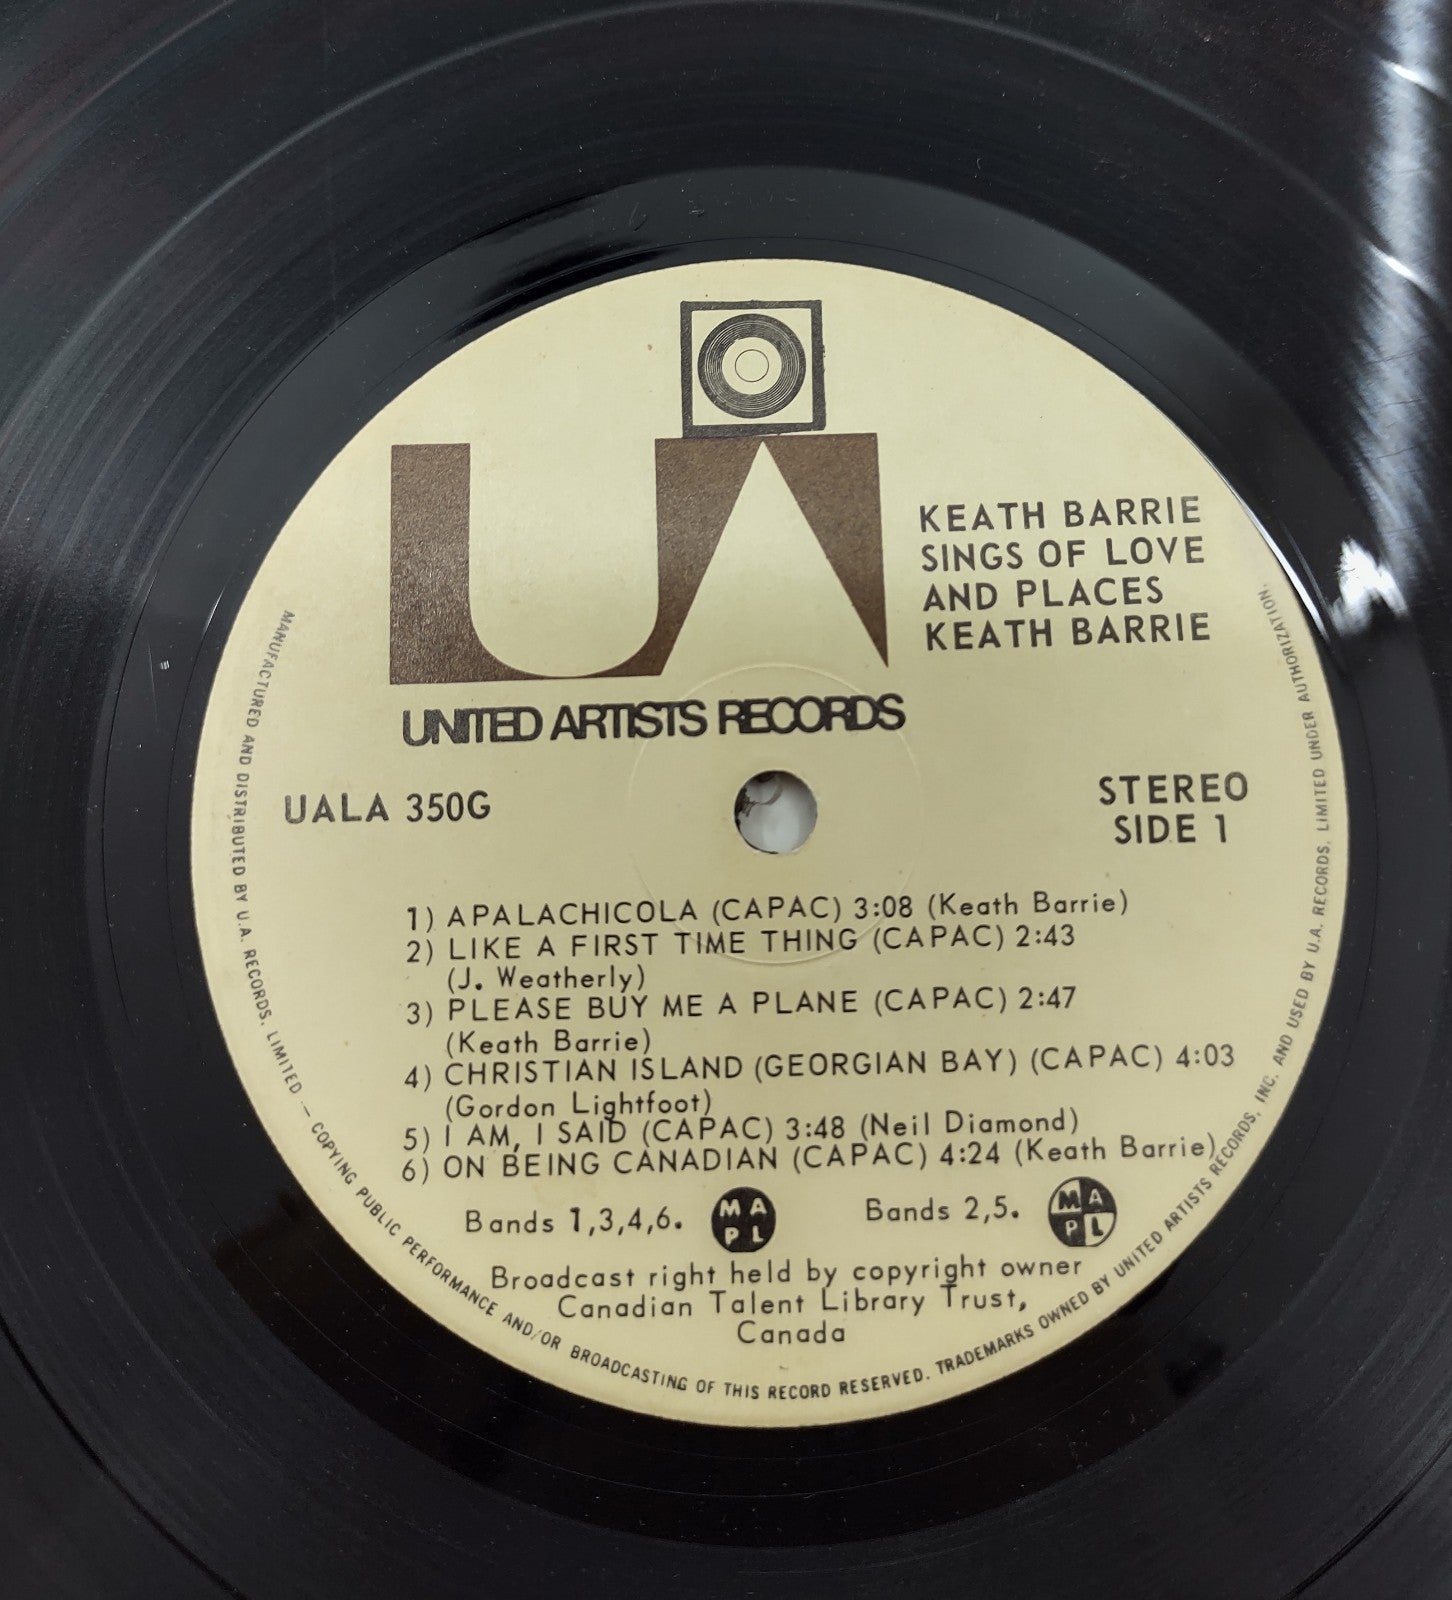 UA
KEATH BARRIE
SINGS OF LOVE
AND PLACES
KEATH BARRIE
UNITED ARTISTS RECORDS
UALA 350G
STEREO
SIDE 1
1) APALACHICOLA (CAPAC) 3:08 (Keath Barrie)
2) LIKE A FIRST TIME THING (CAPAC) 2:43
(J. Weatherly)
3) PLEASE BUY ME A PLANE (CAPAC) 2:47
(Keath Barrie)
4) CHRISTIAN ISLAND (GEORGIAN BAY) (CAPAC) 4:03
(Gordon Lightfoot)
5) I AM, I SAID (CAPAC) 3:48 (Neil Diamond)
6) ON BEING CANADIAN (CAPAC) 4:24 (Keath Barrie)
Bands 1,3,4,6. MAPL Bands 2,5. MAPL
Broadcast right held by copyright owner
Canadian Talent Library Trust,
Canada
MANUFACTURED AND DISTRIBUTED BY U.A. RECORDS, LIMITED — COPYING PUBLIC PERFORMANCE AND/OR BROADCASTING OF THIS RECORD RESERVED. TRADEMARKS OWNED BY UNITED ARTISTS RECORDS, INC. AND USED BY U.A. RECORDS, LIMITED UNDER AUTHORIZATION.